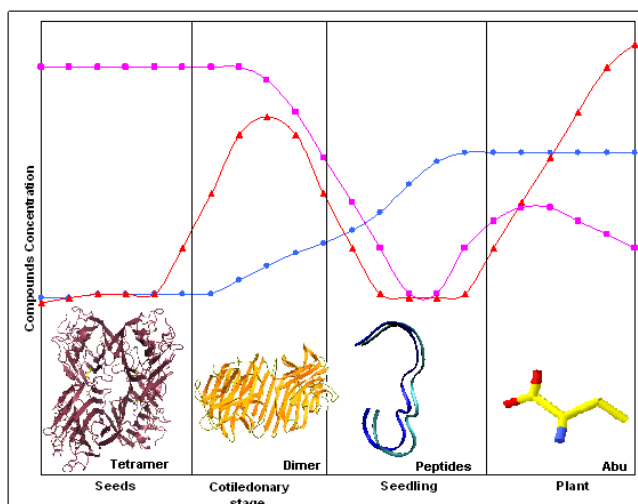 Compounds Concentration
Tetramer
Dimer
Peptides
Abu
Seeds
Cotiledonary
stage
Seedling
Plant